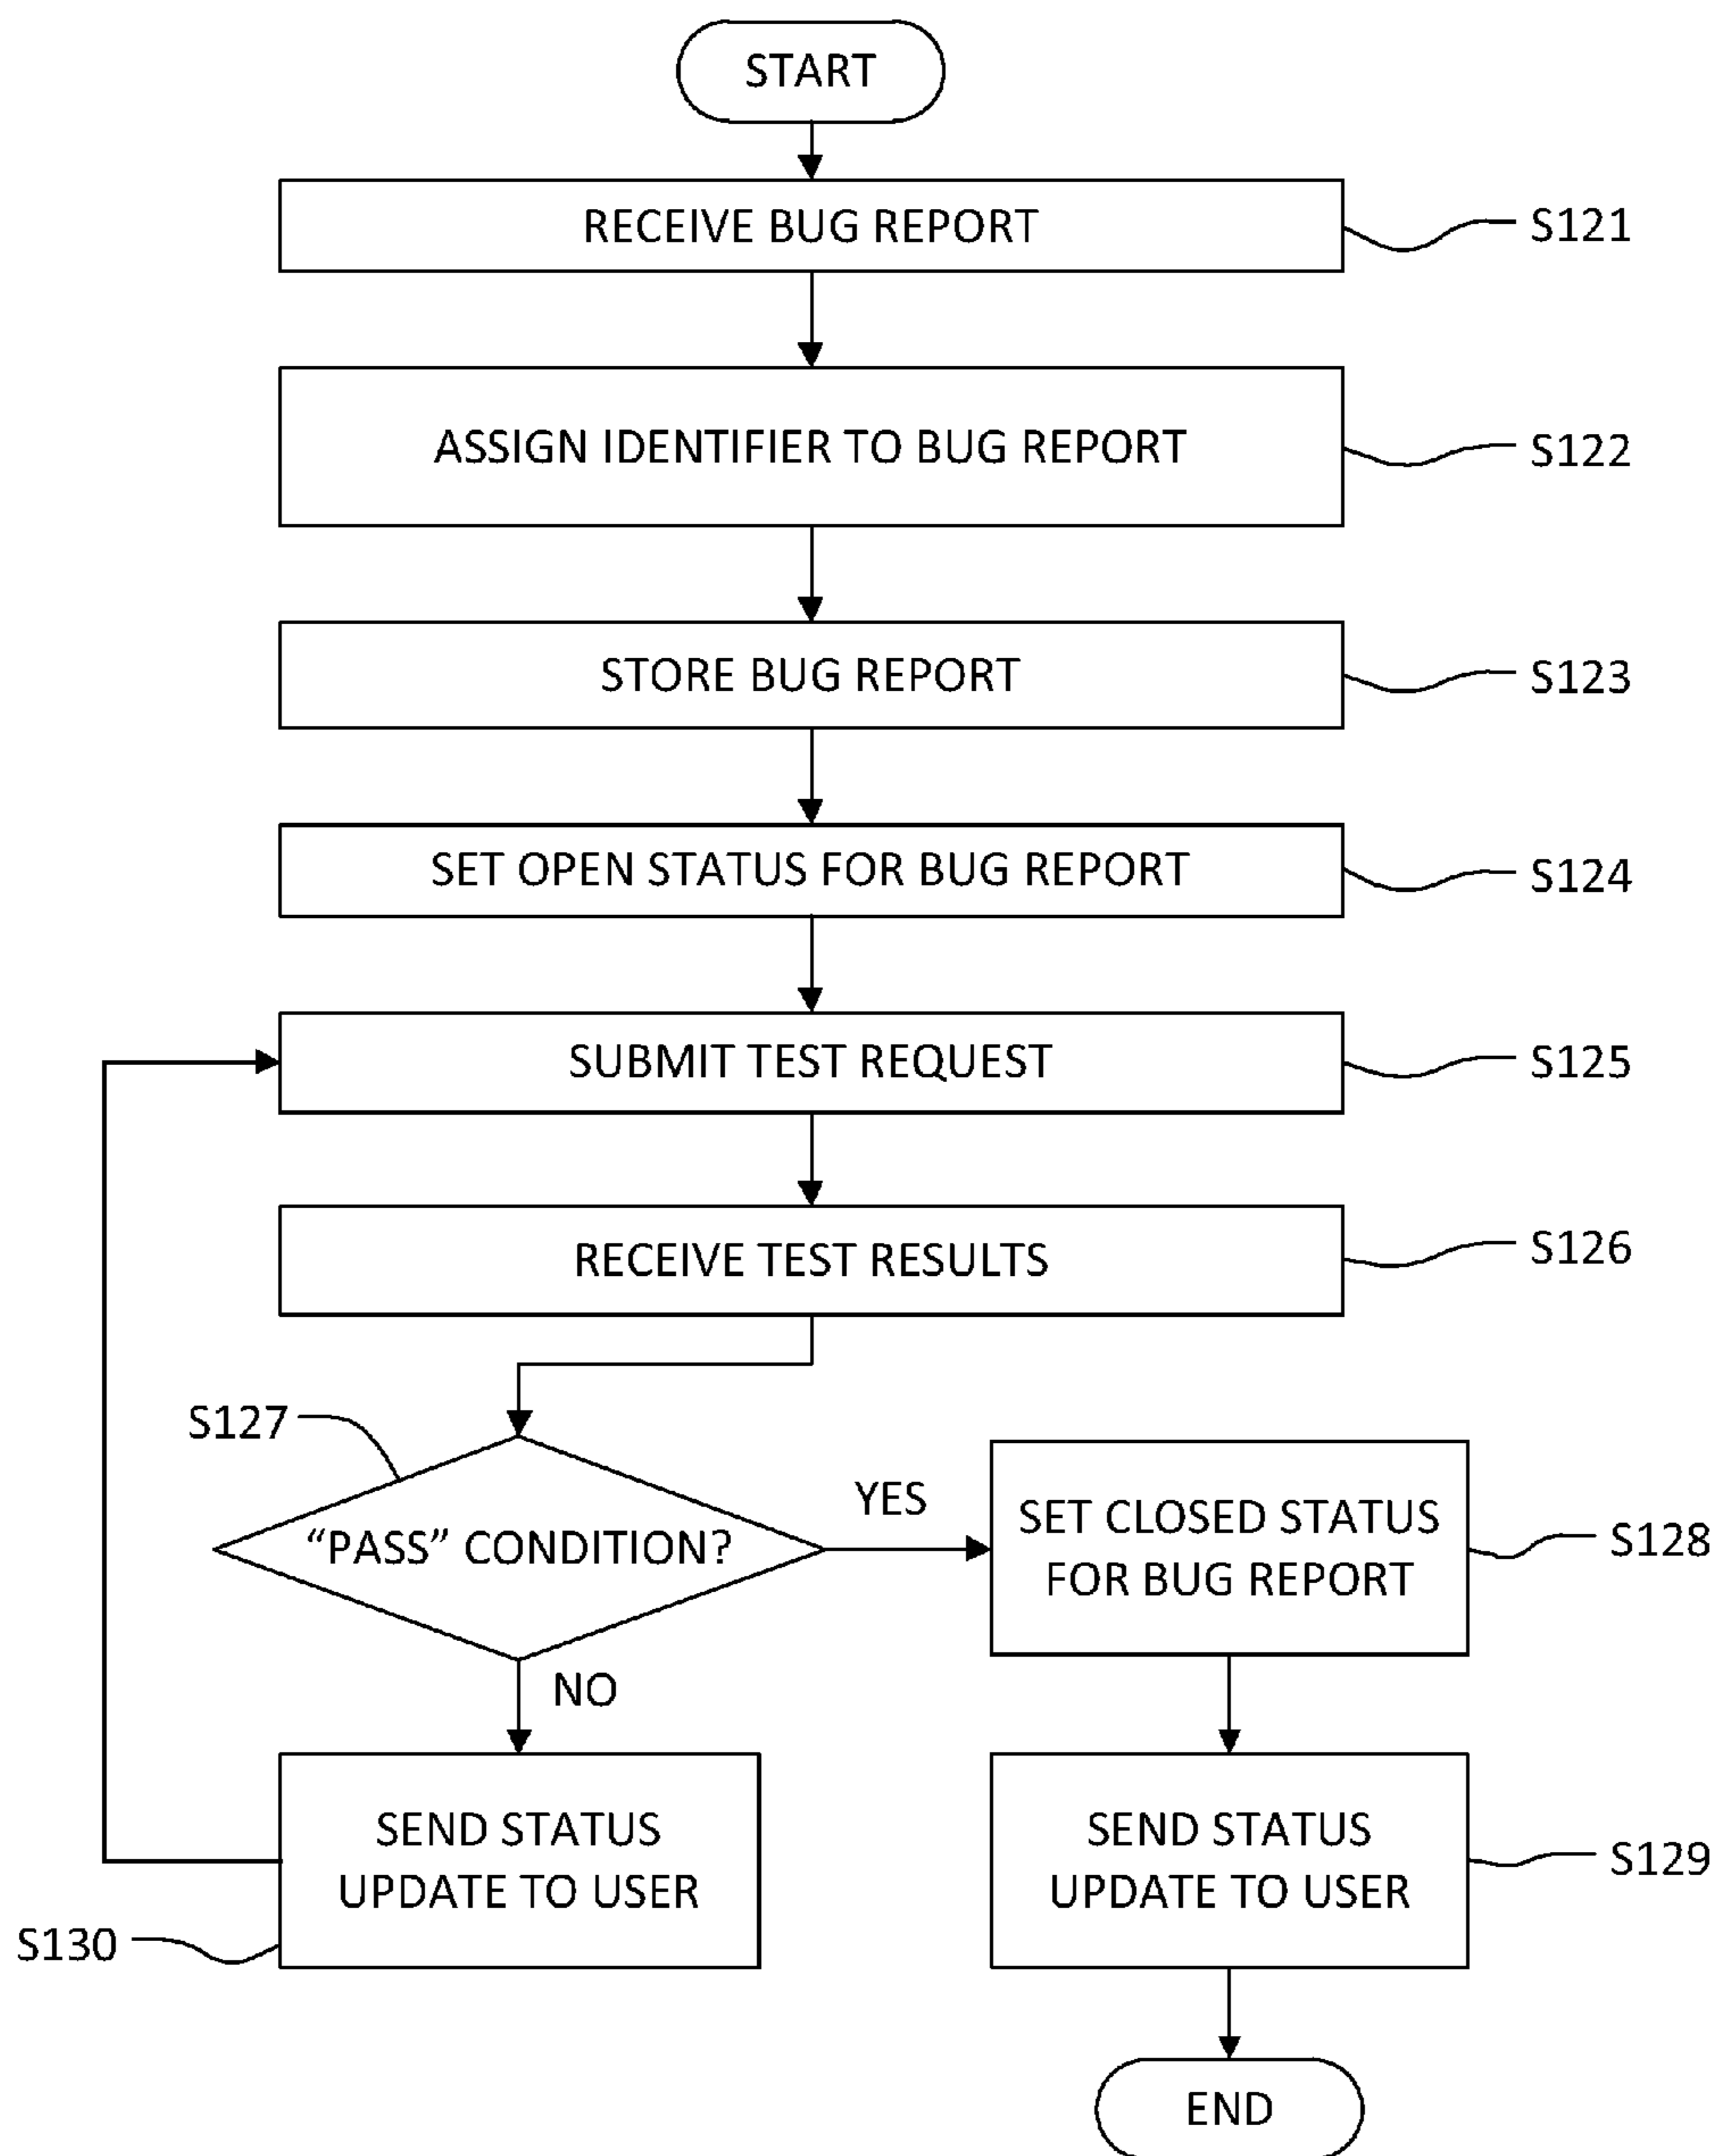 START
RECEIVE BUG REPORT
S121
ASSIGN IDENTIFIER TO BUG REPORT
S122
STORE BUG REPORT
S123
SET OPEN STATUS FOR BUG REPORT
S124
SUBMIT TEST REQUEST
S125
RECEIVE TEST RESULTS
S126
S127
“PASS” CONDITION?
YES
SET CLOSED STATUS
FOR BUG REPORT
S128
NO
SEND STATUS
UPDATE TO USER
S130
SEND STATUS
UPDATE TO USER
S129
END